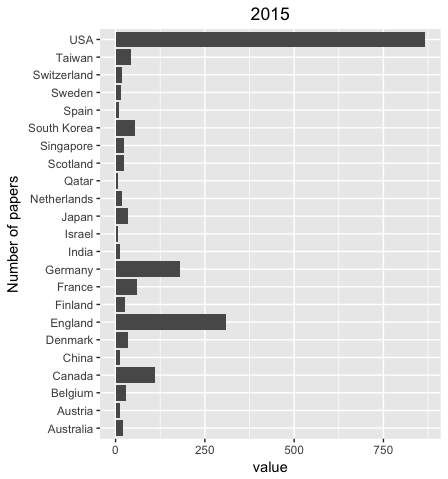 2015
USA
Taiwan
Switzerland
Sweden
Spain
South Korea
Singapore
Scotland
Qatar
Netherlands
Japan
Israel
India
Germany
France
Finland
England
Denmark
China
Canada
Belgium
Austria
Australia
Number of papers
0 250 500 750
value